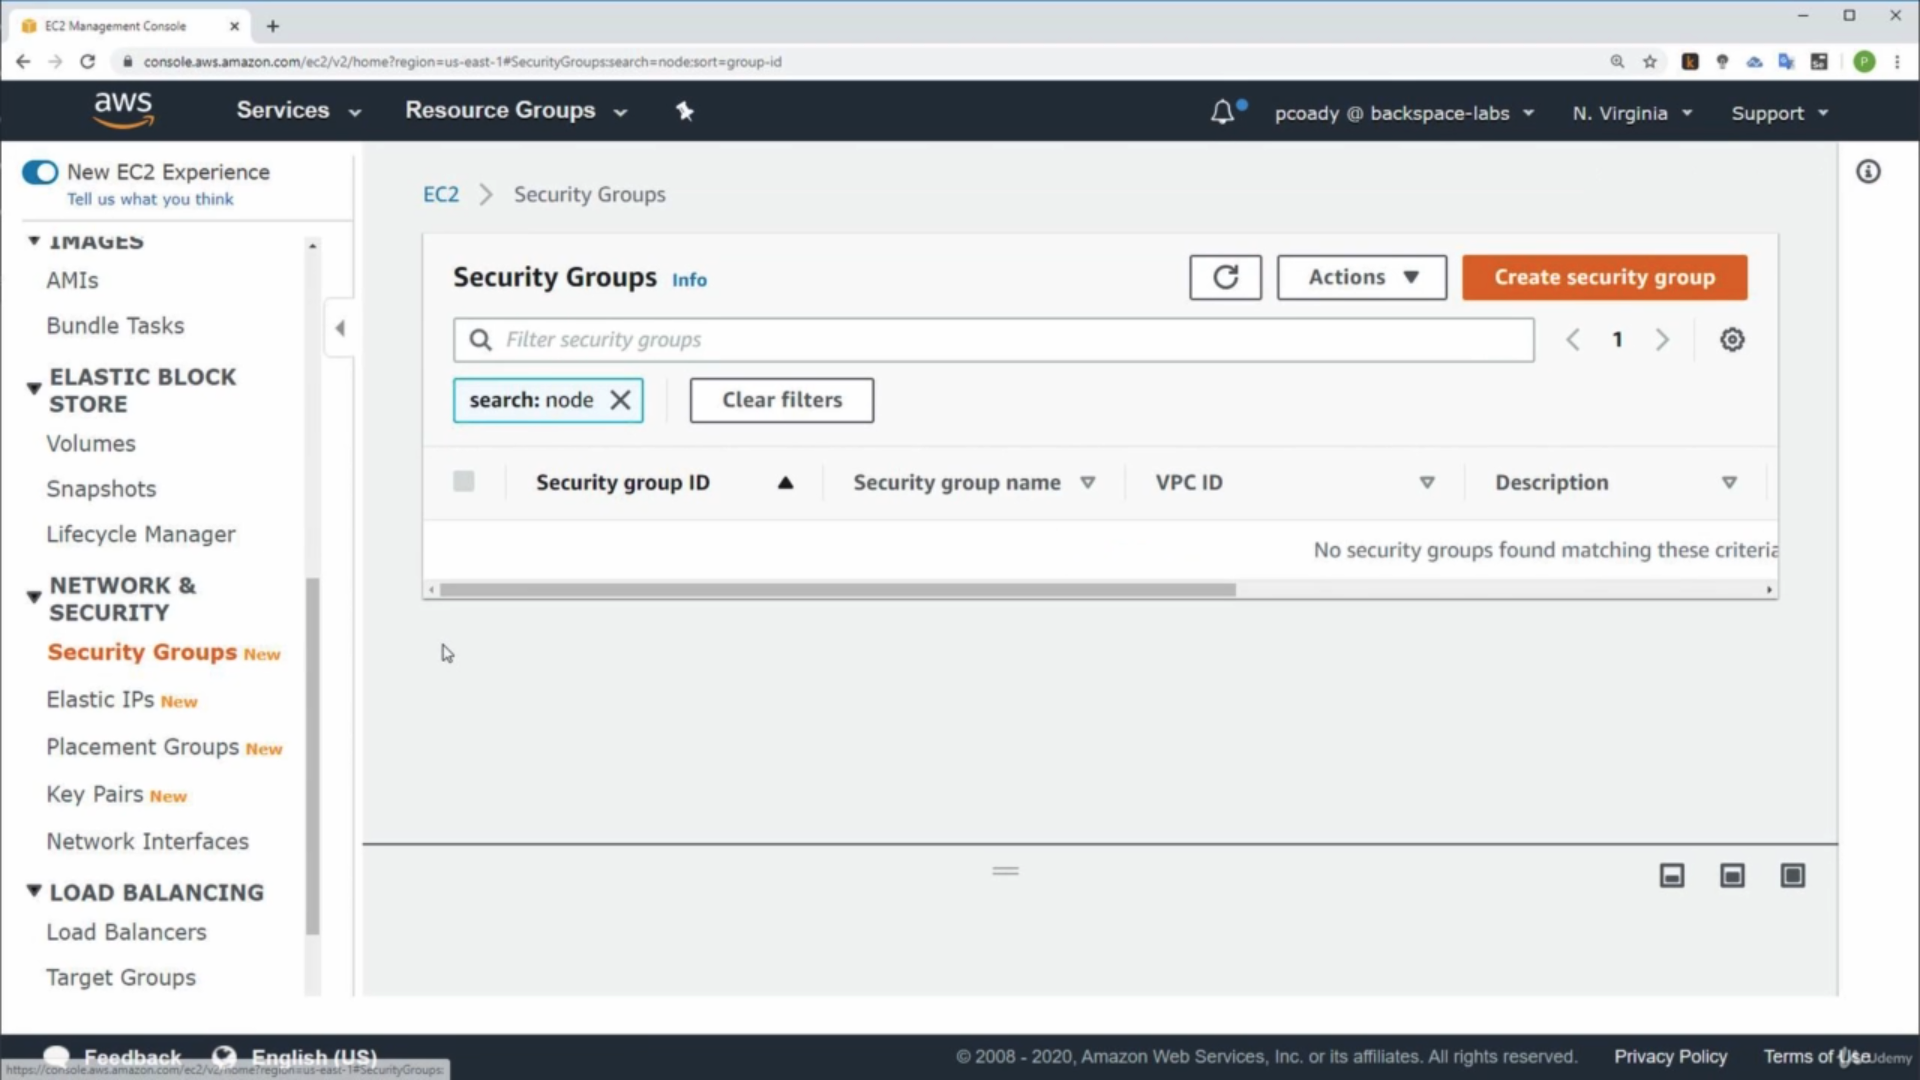 EC2 Management Console
console.aws.amazon.com/ec2/v2/home?region=us-east-1#SecurityGroups:search=node;sort=group-id
aws
Services
Resource Groups
pcoady @ backspace-labs
N. Virginia
Support
New EC2 Experience
Tell us what you think
IMAGES
AMIs
Bundle Tasks
ELASTIC BLOCK
STORE
Volumes
Snapshots
Lifecycle Manager
NETWORK &
SECURITY
Security Groups New
Elastic IPs New
Placement Groups New
Key Pairs New
Network Interfaces
LOAD BALANCING
Load Balancers
Target Groups
EC2 > Security Groups
Security Groups Info
Actions
Create security group
Filter security groups
1
search: node
Clear filters
Security group ID
Security group name
VPC ID
Description
No security groups found matching these criteria
Feedback
English (US)
© 2008 - 2020, Amazon Web Services, Inc. or its affiliates. All rights reserved.
Privacy Policy
Terms of Use
Udemy
https://console.aws.amazon.com/ec2/v2/home?region=us-east-1#SecurityGroups: